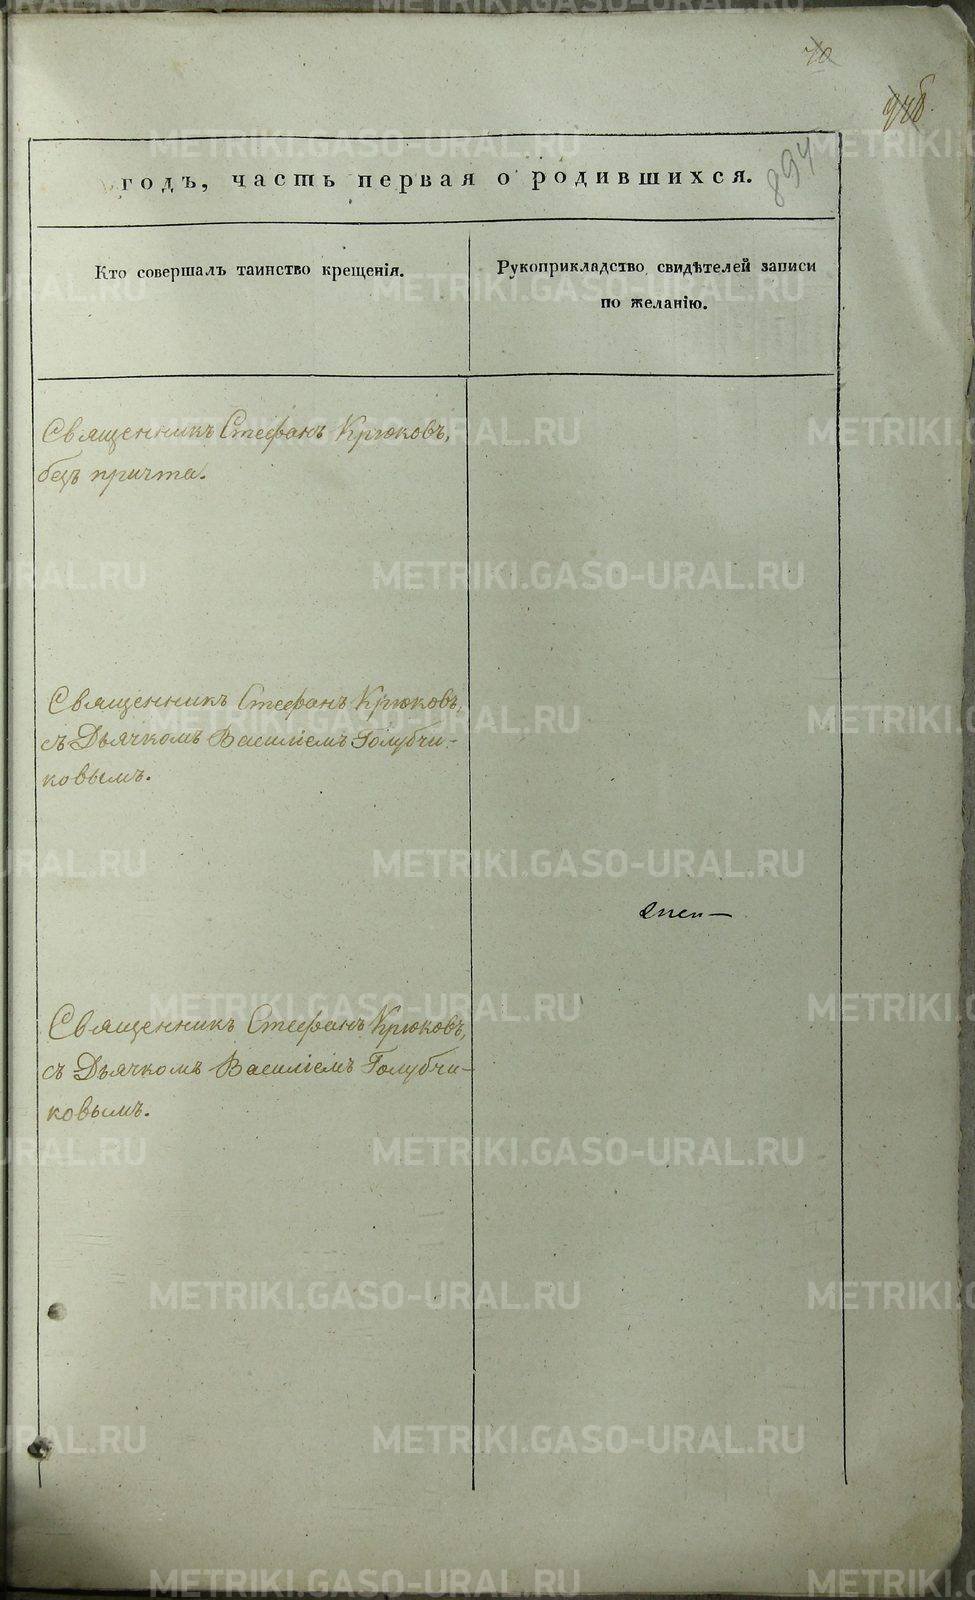 894
годъ, часть первая о родившихся.
Кто совершалъ таинство крещенія.
Рукоприкладство свидѣтелей записи
по желанію.
Священникъ Стефанъ Крюковъ,
безъ причта.
Священникъ Стефанъ Крюковъ,
съ Дьячкомъ Василіемъ Голубчи-
ковымъ.
Священникъ Стефанъ Крюковъ,
съ Дьячкомъ Василіемъ Голубчи-
ковымъ.
METRIKI.GASO-URAL.RU